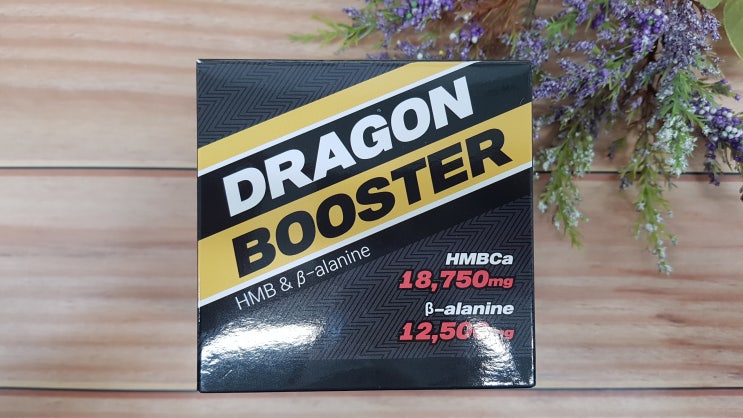 DRAGON
BOOSTER
HMB & β-alanine
HMBCa
18,750mg
β-alanine